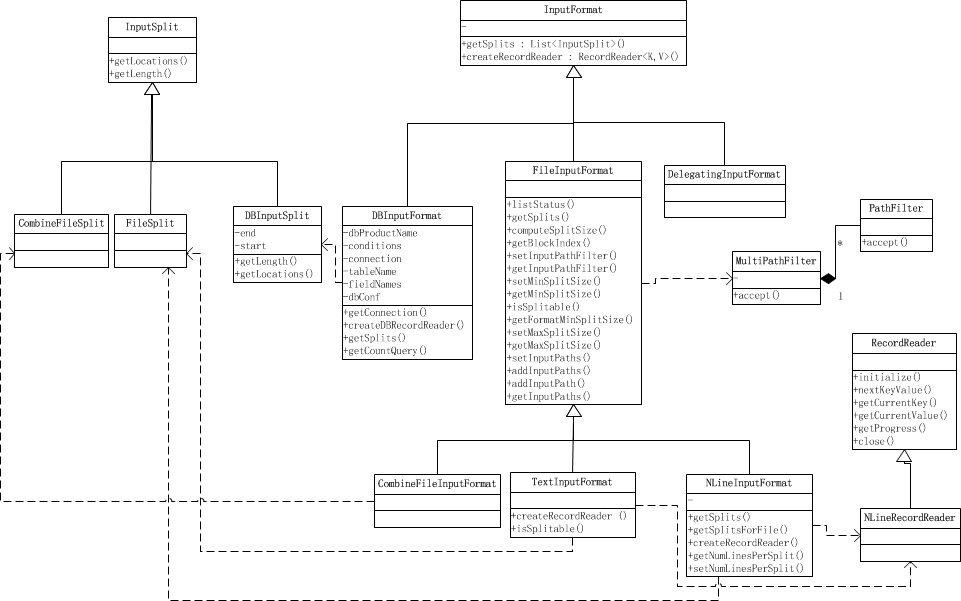 InputSplit
+getLocations()
+getLength()
InputFormat
-
+getSplits : List<InputSplit>()
+createRecordReader : RecordReader<K,V>()
CombineFileSplit
FileSplit
DBInputSplit
-end
-start
+getLength()
+getLocations()
DBInputFormat
-dbProductName
-conditions
-connection
-tableName
-fieldNames
-dbConf
+getConnection()
+createDBRecordReader()
+getSplits()
+getCountQuery()
FileInputFormat
+listStatus()
+getSplits()
+computeSplitSize()
+getBlockIndex()
+setInputPathFilter()
+getInputPathFilter()
+setMinSplitSize()
+getMinSplitSize()
+isSplitable()
+getFormatMinSplitSize()
+setMaxSplitSize()
+getMaxSplitSize()
+setInputPaths()
+addInputPaths()
+addInputPath()
+getInputPaths()
DelegatingInputFormat
PathFilter
+accept()
*
1
MultiPathFilter
-
+accept()
RecordReader
+initialize()
+nextKeyValue()
+getCurrentKey()
+getCurrentValue()
+getProgress()
+close()
CombineFileInputFormat
TextInputFormat
+createRecordReader ()
+isSplitable()
NLineInputFormat
-
+getSplits()
+getSplitsForFile()
+createRecordReader()
+getNumLinesPerSplit()
+setNumLinesPerSplit()
NLineRecordReader